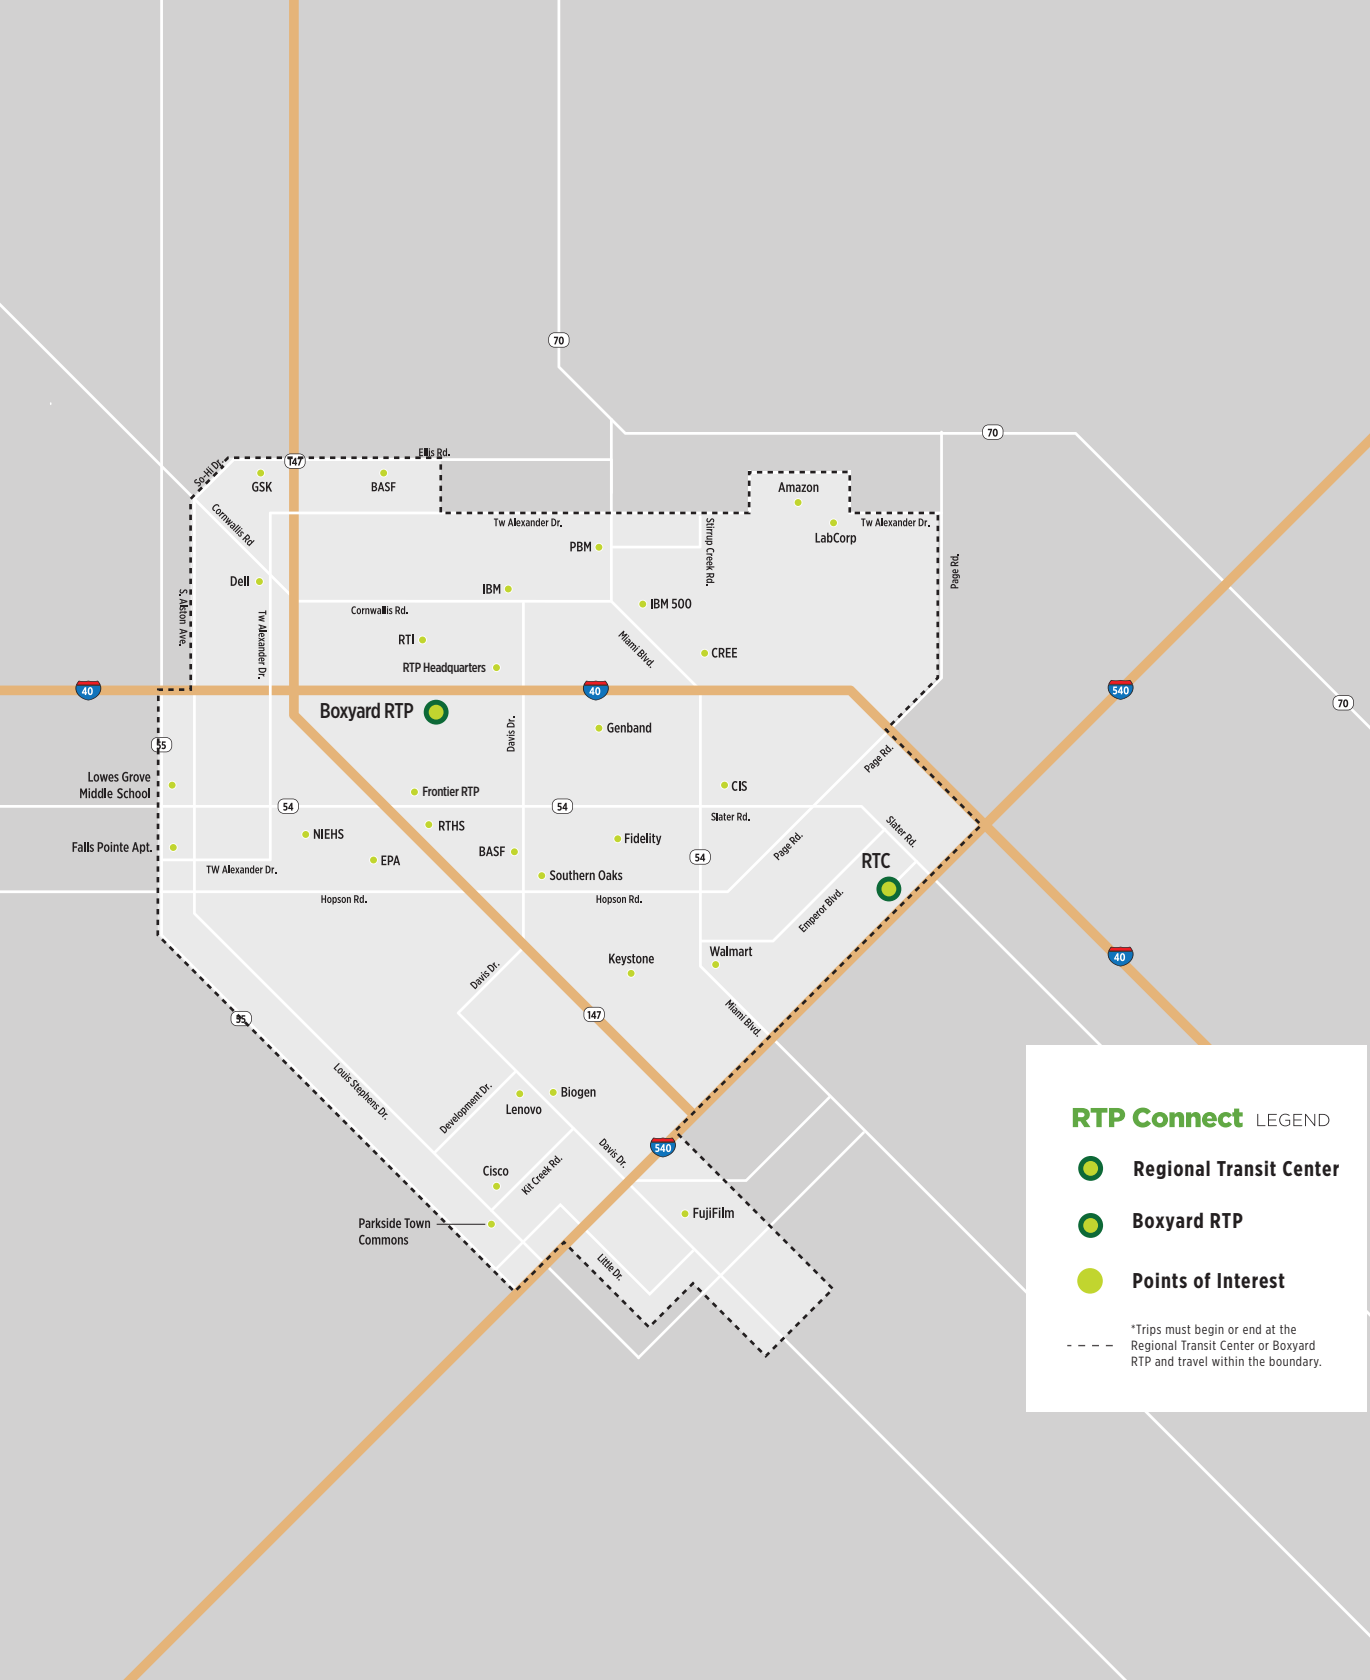 70
70
Ellis Rd.
147
So-Hi Dr.
GSK
BASF
Amazon
Cornwallis Rd
Tw Alexander Dr.
Stirrup Creek Rd.
LabCorp
Tw Alexander Dr.
PBM
Page Rd.
Dell
IBM
S. Alston Ave.
Tw Alexander Dr.
Cornwallis Rd.
IBM 500
RTI
Miami Blvd.
CREE
RTP Headquarters
40
40
540
70
Boxyard RTP
Davis Dr.
Genband
55
Page Rd.
Lowes Grove
Middle School
Frontier RTP
CIS
54
54
Slater Rd.
Slater Rd.
NIEHS
RTHS
Fidelity
Page Rd.
Falls Pointe Apt.
EPA
BASF
54
RTC
TW Alexander Dr.
Southern Oaks
Hopson Rd.
Hopson Rd.
Emperor Blvd.
Keystone
Walmart
40
Davis Dr.
55
147
Miami Blvd.
Louis Stephens Dr.
Development Dr.
Lenovo
Biogen
540
Davis Dr.
Cisco
Kit Creek Rd.
Parkside Town
Commons
FujiFilm
Little Dr.
RTP Connect LEGEND
Regional Transit Center
Boxyard RTP
Points of Interest
*Trips must begin or end at the
Regional Transit Center or Boxyard
RTP and travel within the boundary.